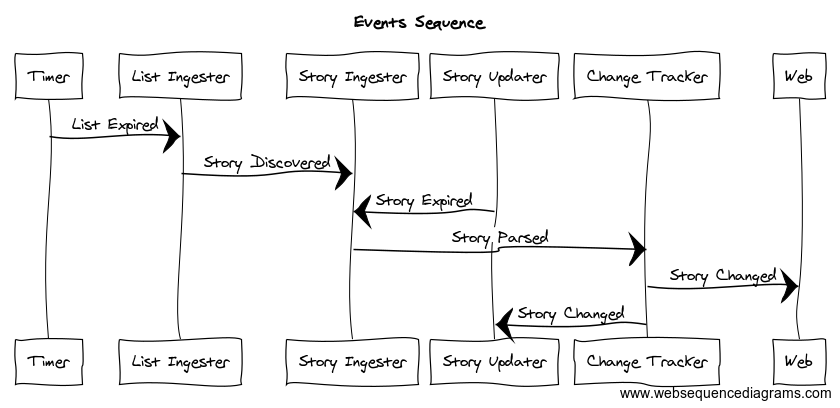 Events Sequence
Timer
List Ingester
Story Ingester
Story Updater
Change Tracker
Web
List Expired
Story Discovered
Story Expired
Story Parsed
Story Changed
Story Changed
Timer
List Ingester
Story Ingester
Story Updater
Change Tracker
Web
www.websequencediagrams.com